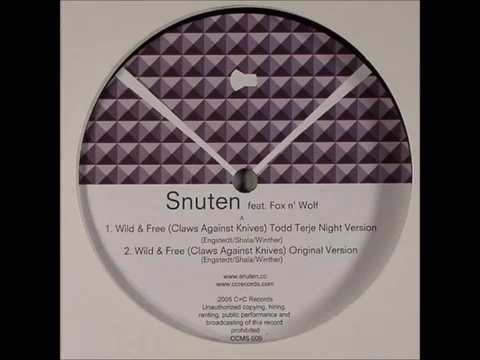 Snuten feat. Fox n' Wolf
A
1. Wild & Free (Claws Against Knives) Todd Terje Night Version
(Engstedt/Shala/Winther)
2. Wild & Free (Claws Against Knives) Original Version
(Engstedt/Shala/Winther)
www.snuten.cc
www.ccrecords.com
2005 C+C Records
Unauthorized copying, hiring,
renting, public performance and
broadcasting of this record
prohibited.
CCMS 009